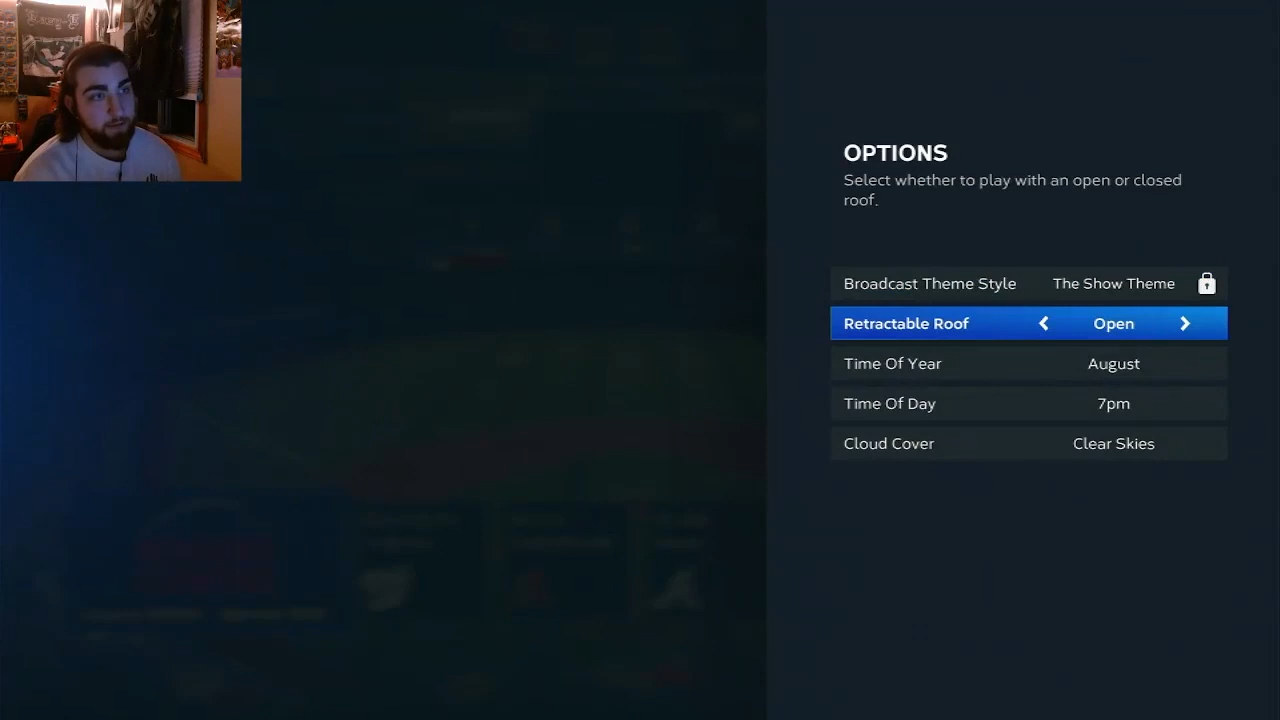 OPTIONS
Select whether to play with an open or closed
roof.
Broadcast Theme Style The Show Theme
Retractable Roof Open
Time Of Year August
Time Of Day 7pm
Cloud Cover Clear Skies